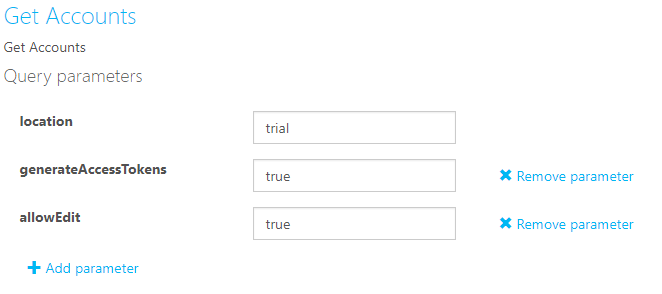 Get Accounts
Get Accounts
Query parameters
location trial
generateAccessTokens true Remove parameter
allowEdit true Remove parameter
Add parameter